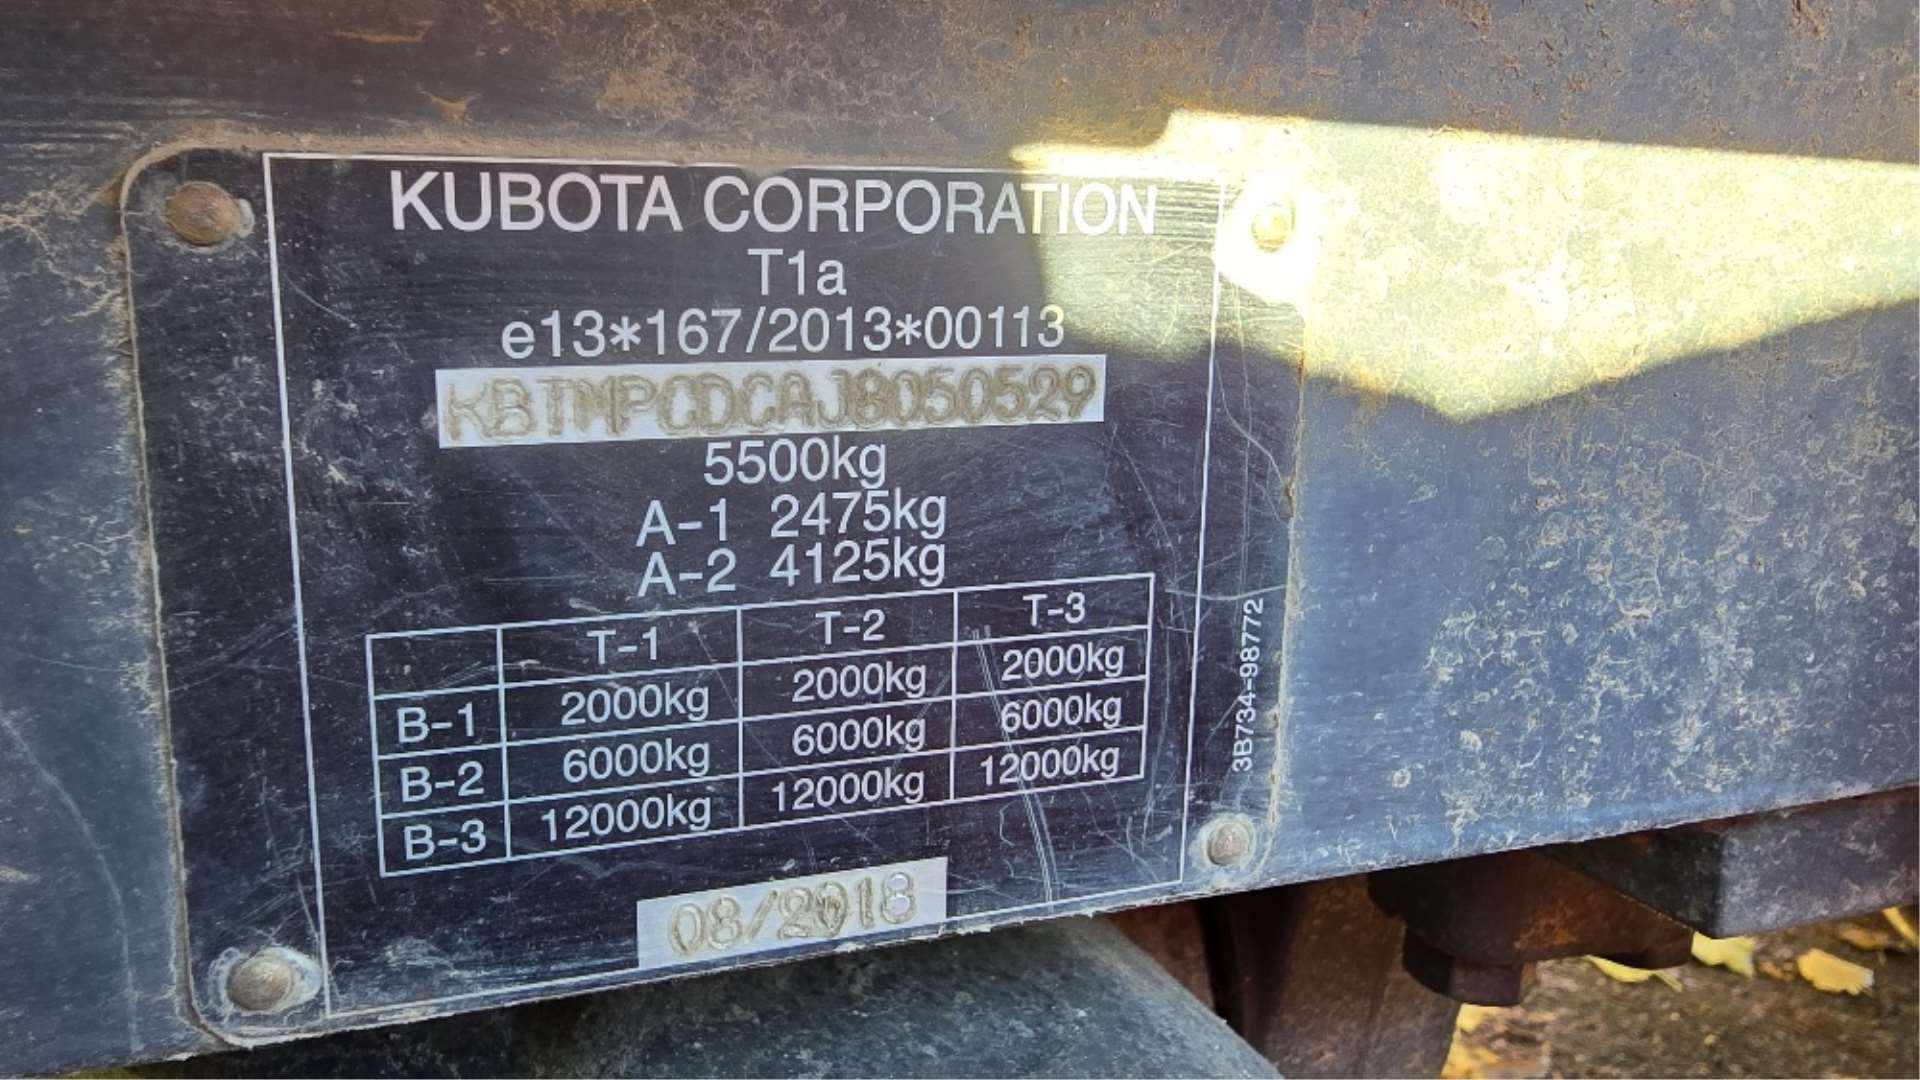 KUBOTA CORPORATION
T1a
e13*167/2013*00113
KBTMPCDCAJ8050529
5500kg
A-1 2475kg
A-2 4125kg
T-1 T-2 T-3
B-1 2000kg 2000kg 2000kg
B-2 6000kg 6000kg 6000kg
B-3 12000kg 12000kg 12000kg
08/2018
3B734-98772